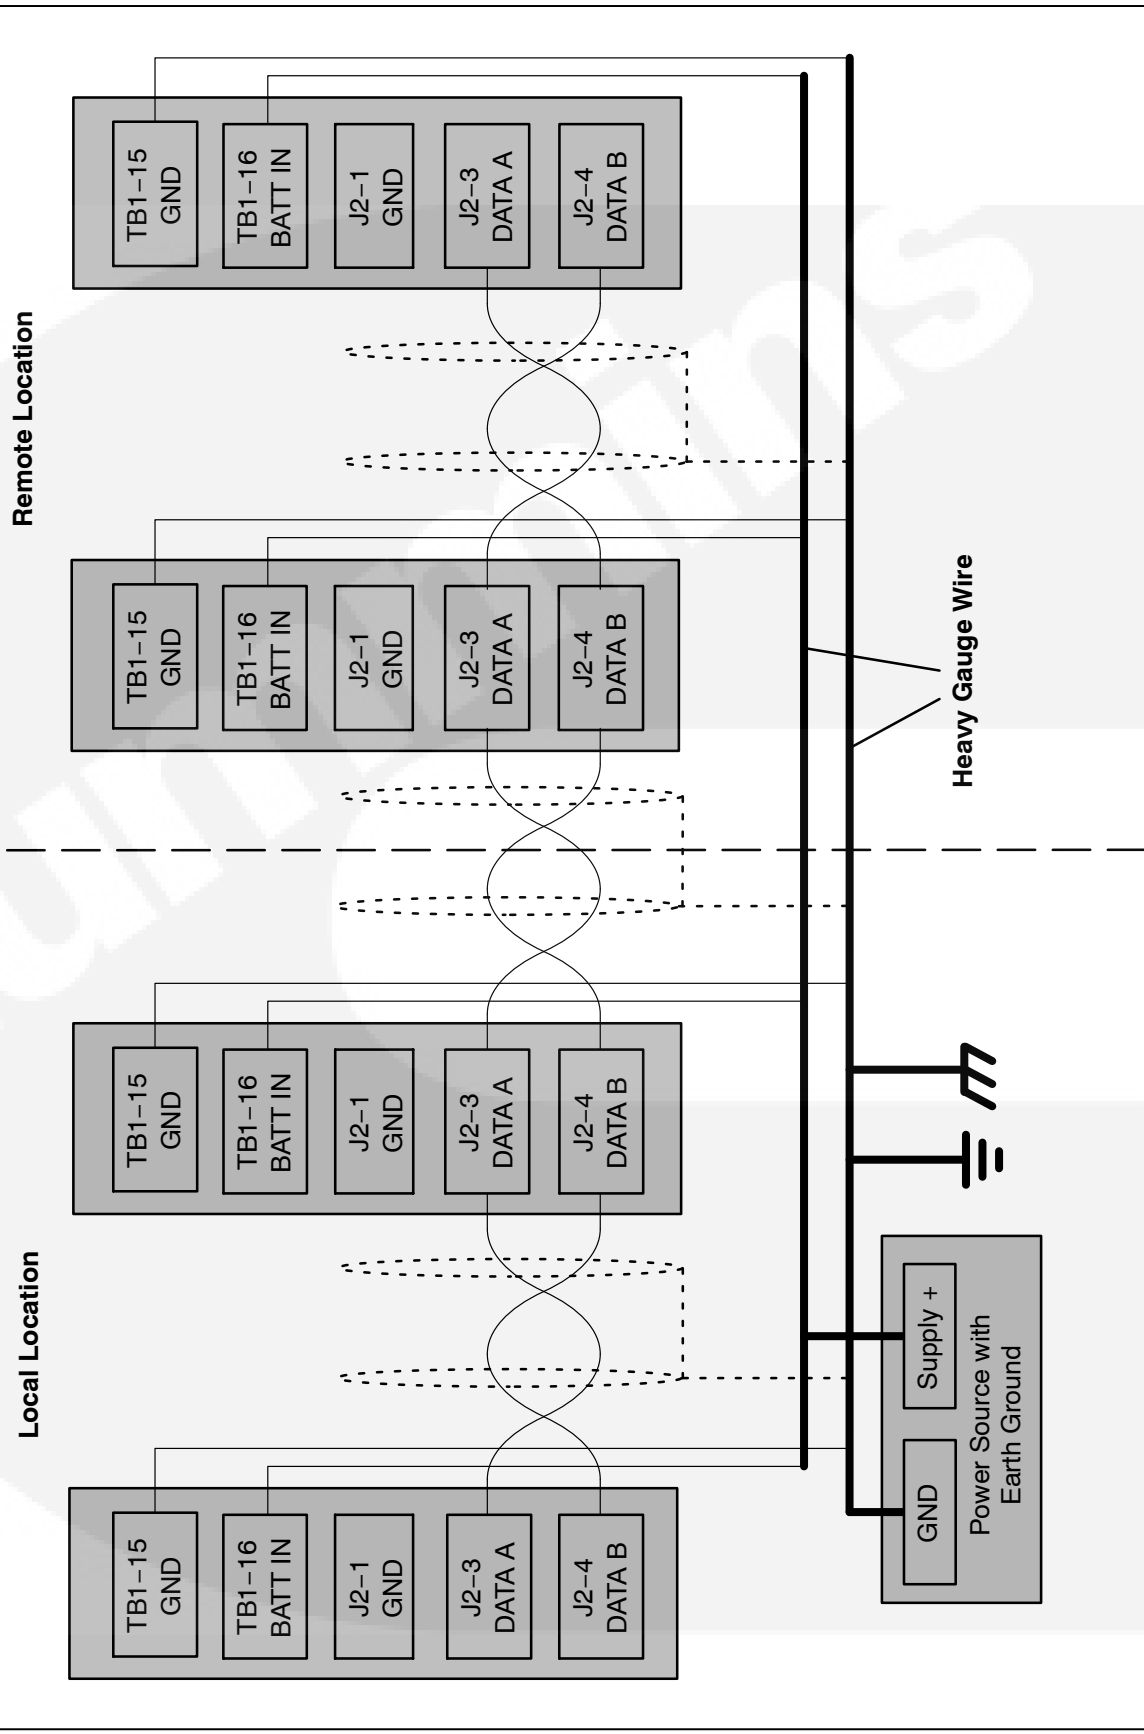 Local Location
Remote Location
TB1−15
GND
TB1−16
BATT IN
J2−1
GND
J2−3
DATA A
J2−4
DATA B
TB1−15
GND
TB1−16
BATT IN
J2−1
GND
J2−3
DATA A
J2−4
DATA B
TB1−15
GND
TB1−16
BATT IN
J2−1
GND
J2−3
DATA A
J2−4
DATA B
TB1−15
GND
TB1−16
BATT IN
J2−1
GND
J2−3
DATA A
J2−4
DATA B
GND
Supply +
Power Source with
Earth Ground
Heavy Gauge Wire
ummins